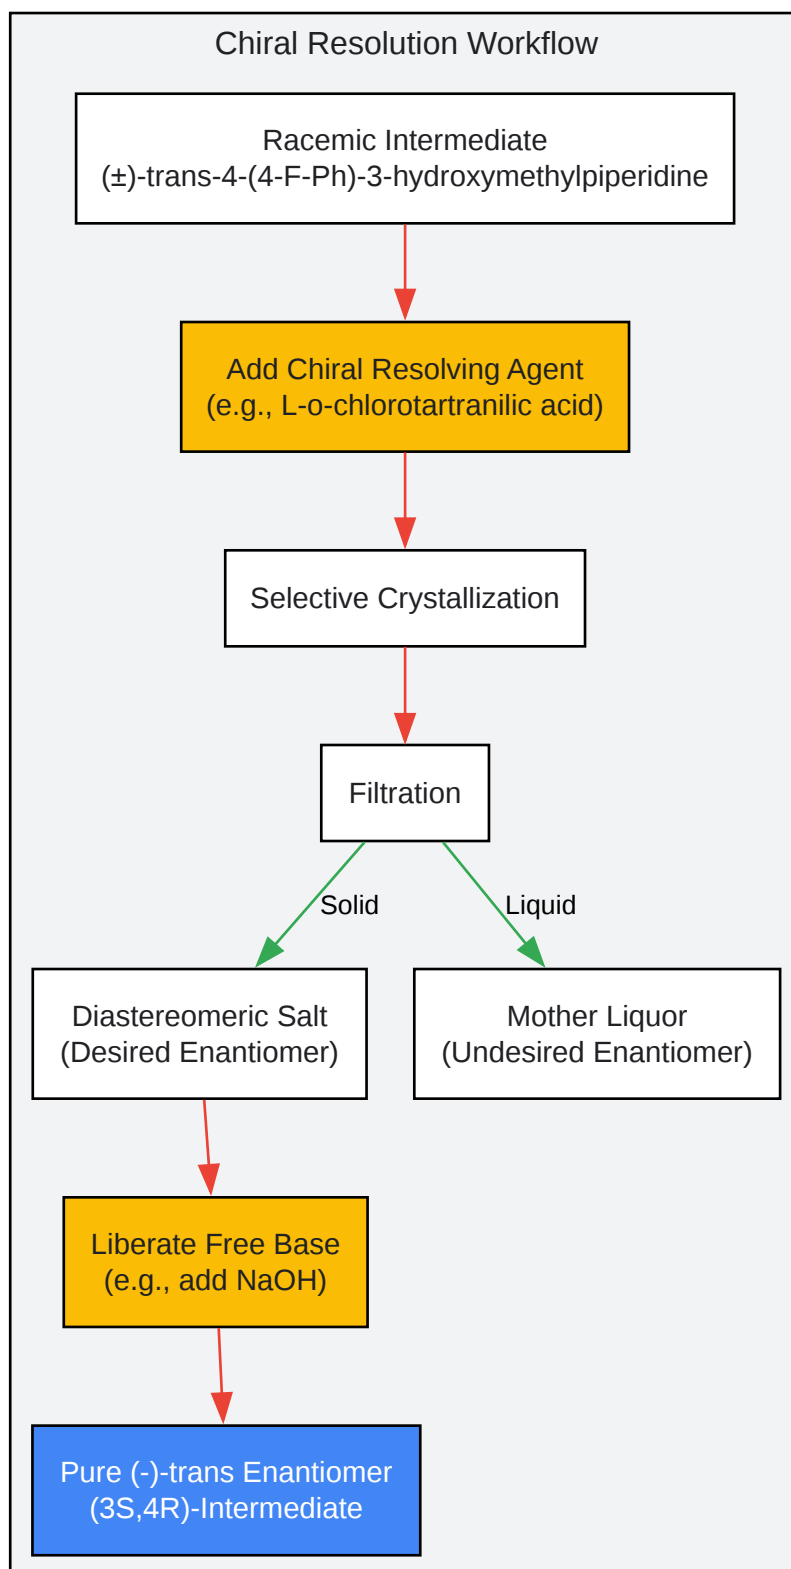 Chiral Resolution Workflow
Racemic Intermediate
(±)-trans-4-(4-F-Ph)-3-hydroxymethylpiperidine
Add Chiral Resolving Agent
(e.g., L-o-chlorotartranilic acid)
Selective Crystallization
Filtration
Solid
Liquid
Diastereomeric Salt
(Desired Enantiomer)
Mother Liquor
(Undesired Enantiomer)
Liberate Free Base
(e.g., add NaOH)
Pure (-)-trans Enantiomer
(3S,4R)-Intermediate